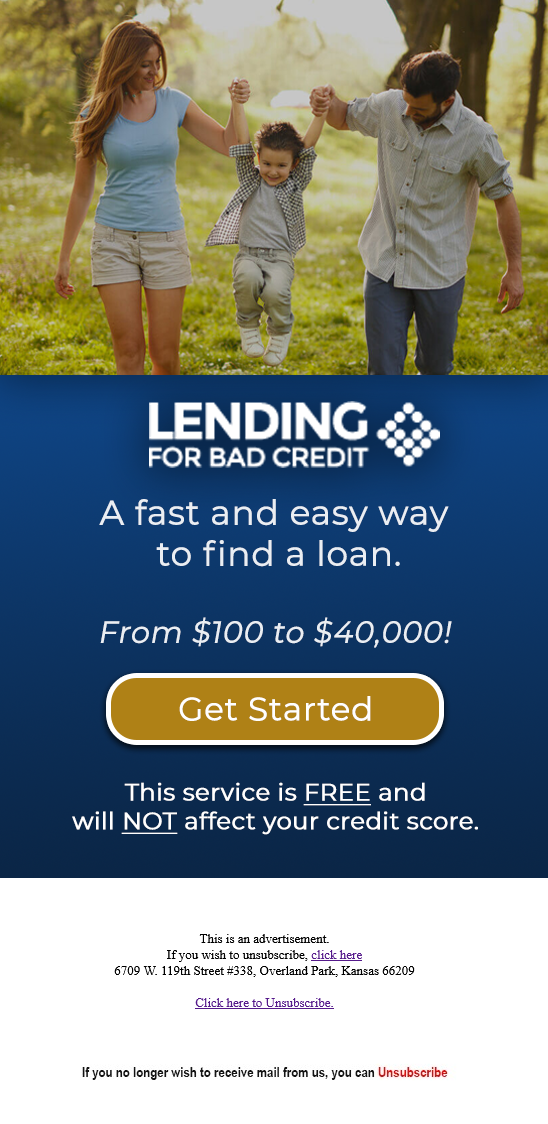 LENDING
FOR BAD CREDIT
A fast and easy way
to find a loan.
From $100 to $40,000!
Get Started
This service is FREE and
will NOT affect your credit score.
This is an advertisement.
If you wish to unsubscribe, click here
6709 W. 119th Street #338, Overland Park, Kansas 66209
Click here to Unsubscribe.
If you no longer wish to receive mail from us, you can Unsubscribe